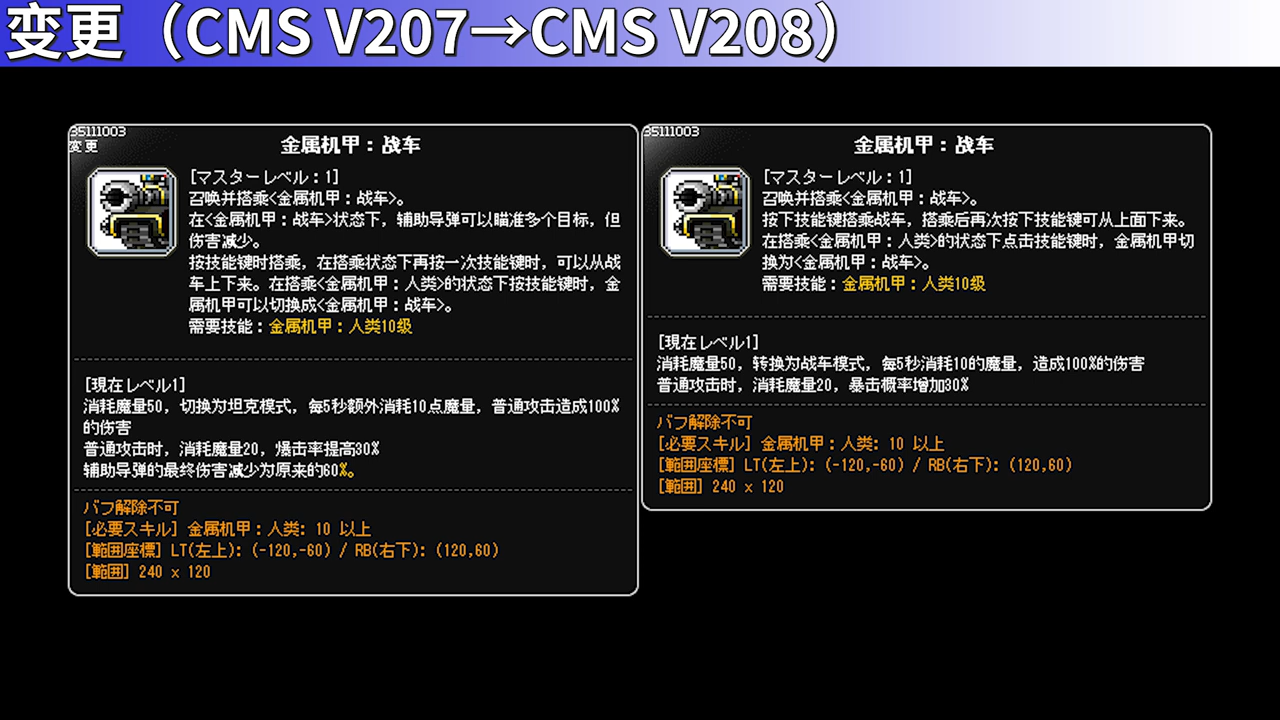 变更（CMS V207→CMS V208）
35111003
变更
金属机甲：战车
[マスターレベル：1]
召唤并搭乘<金属机甲：战车>。
在<金属机甲：战车>状态下，辅助导弹可以瞄准多个目标，但
伤害减少。
按技能键时搭乘，在搭乘状态下再按一次技能键时，可以从战
车上下来。在搭乘<金属机甲：人类>的状态下按技能键时，金
属机甲可以切换成<金属机甲：战车>。
需要技能：金属机甲：人类10级
[現在レベル1]
消耗魔量50，切换为坦克模式，每5秒额外消耗10点魔量，普通攻击造成100%
的伤害
普通攻击时，消耗魔量20，爆击率提高30%
辅助导弹的最终伤害减少为原来的60%。
バフ解除不可
[必要スキル] 金属机甲：人类: 10 以上
[範囲座標] LT(左上): (-120,-60) / RB(右下): (120,60)
[範囲] 240 x 120
35111003
金属机甲：战车
[マスターレベル：1]
召唤并搭乘<金属机甲：战车>。
按下技能键搭乘战车，搭乘后再次按下技能键可从上面下来。
在搭乘<金属机甲：人类>的状态下点击技能键时，金属机甲切
换为<金属机甲：战车>。
需要技能：金属机甲：人类10级
[現在レベル1]
消耗魔量50，转换为战车模式，每5秒消耗10的魔量，造成100%的伤害
普通攻击时，消耗魔量20，暴击概率增加30%
バフ解除不可
[必要スキル] 金属机甲：人类: 10 以上
[範囲座標] LT(左上): (-120,-60) / RB(右下): (120,60)
[範囲] 240 x 120